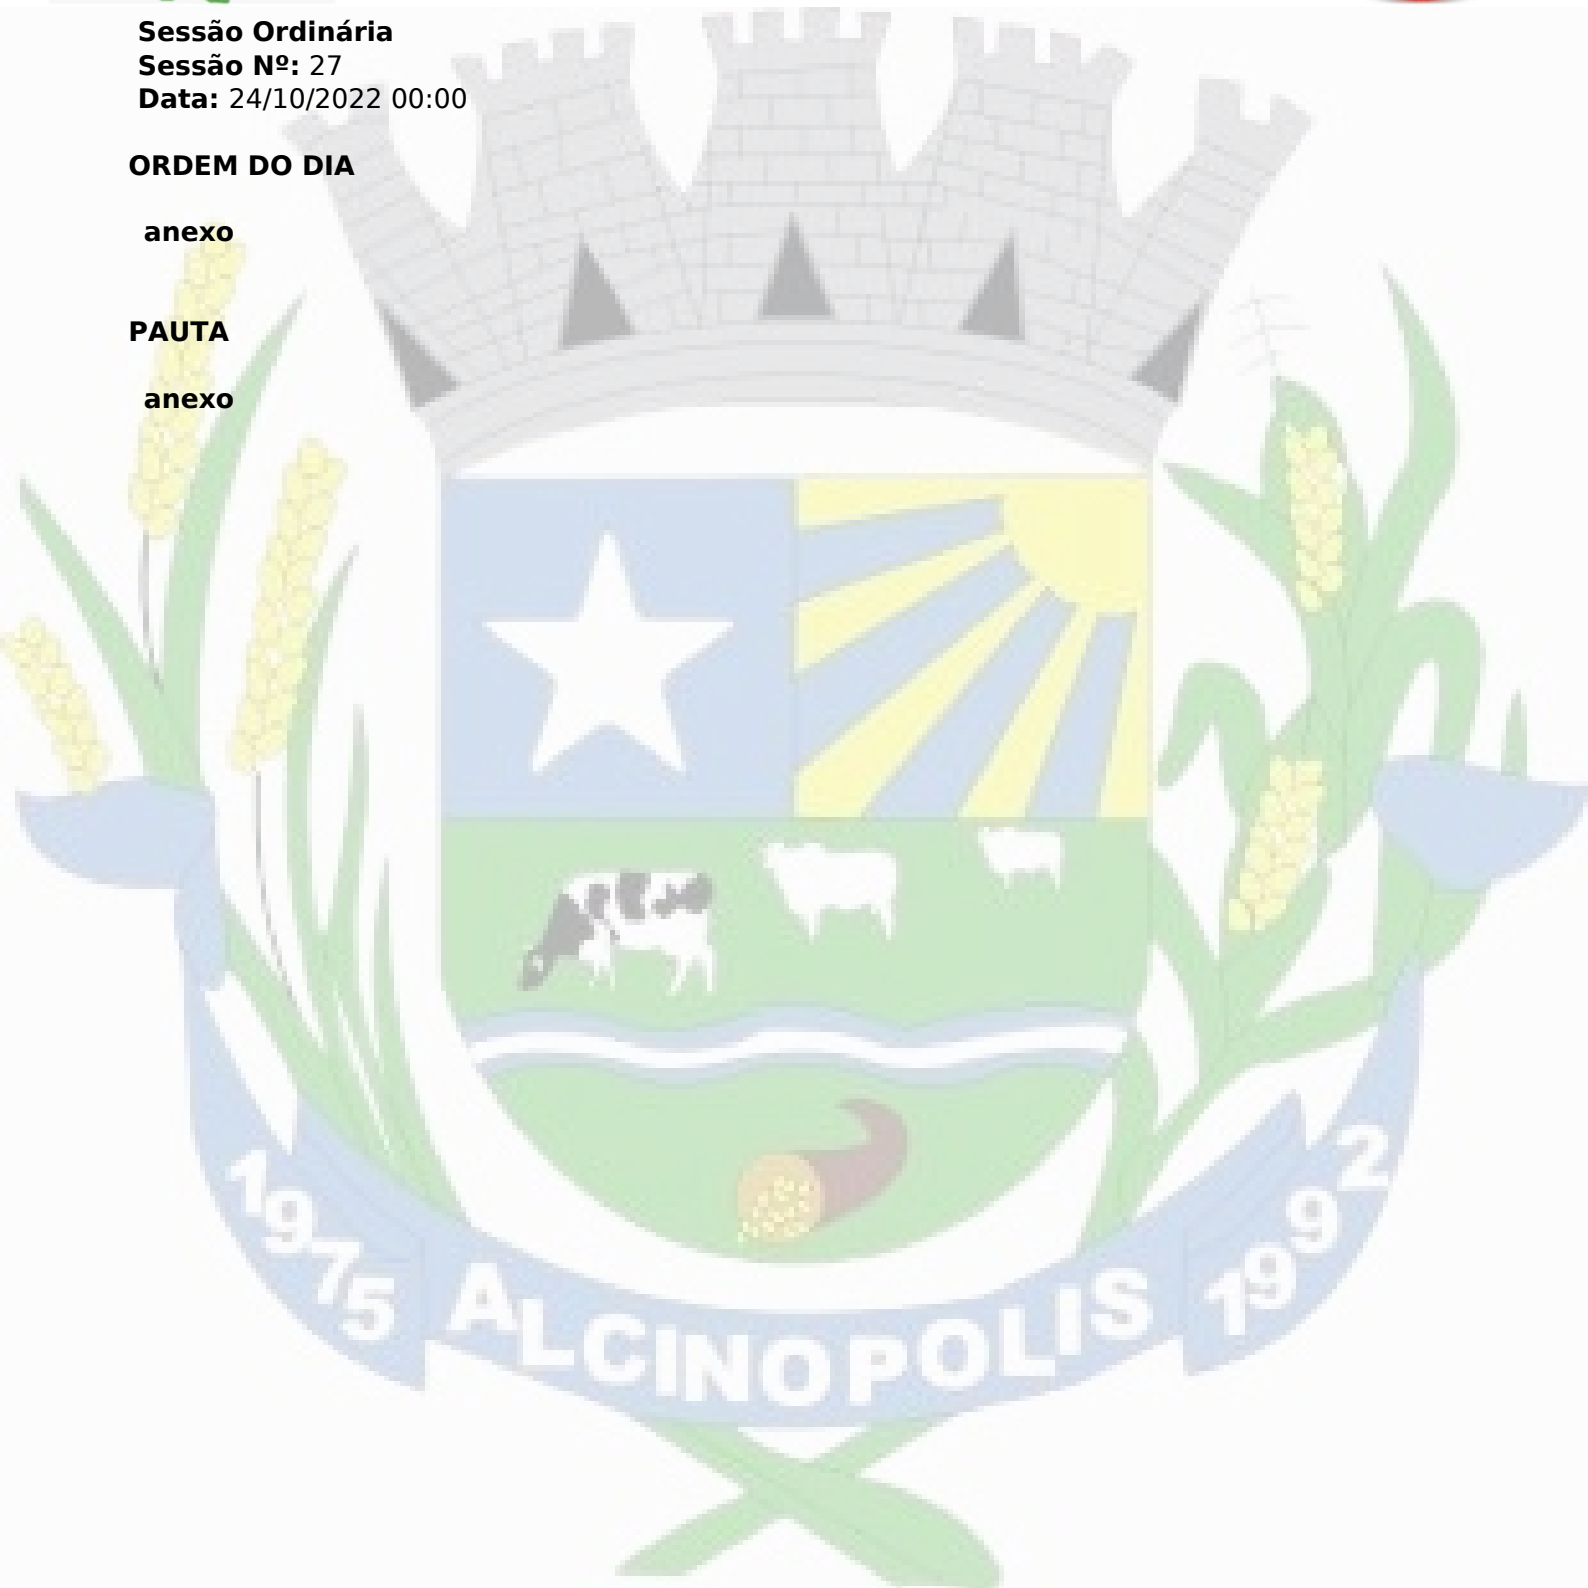 Sessão Ordinária
Sessão Nº: 27
Data: 24/10/2022 00:00
ORDEM DO DIA
anexo
PAUTA
anexo
1975 ALCINOPOLIS 1992